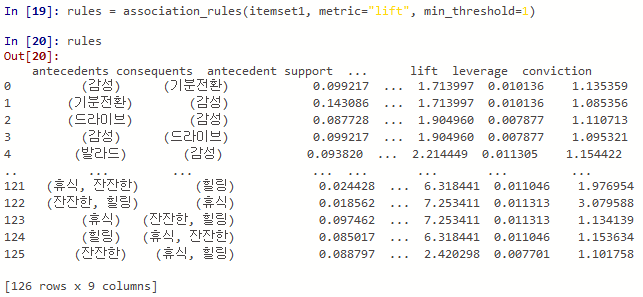 In [19]: rules = association_rules(itemset1, metric="lift", min_threshold=1)
In [20]: rules
Out[20]:
antecedents consequents antecedent support ... lift leverage conviction
0 (감성) (기분전환) 0.099217 ... 1.713997 0.010136 1.135359
1 (기분전환) (감성) 0.143086 ... 1.713997 0.010136 1.085356
2 (드라이브) (감성) 0.087728 ... 1.904960 0.007877 1.110713
3 (감성) (드라이브) 0.099217 ... 1.904960 0.007877 1.095321
4 (발라드) (감성) 0.093820 ... 2.214449 0.011305 1.154422
.. ... ... ... ... ... ... ...
121 (휴식, 잔잔한) (힐링) 0.024428 ... 6.318441 0.011046 1.976954
122 (잔잔한, 힐링) (휴식) 0.018562 ... 7.253411 0.011313 3.079588
123 (휴식) (잔잔한, 힐링) 0.097462 ... 7.253411 0.011313 1.134139
124 (힐링) (휴식, 잔잔한) 0.085017 ... 6.318441 0.011046 1.153634
125 (잔잔한) (휴식, 힐링) 0.088797 ... 2.420298 0.007701 1.101758
[126 rows x 9 columns]